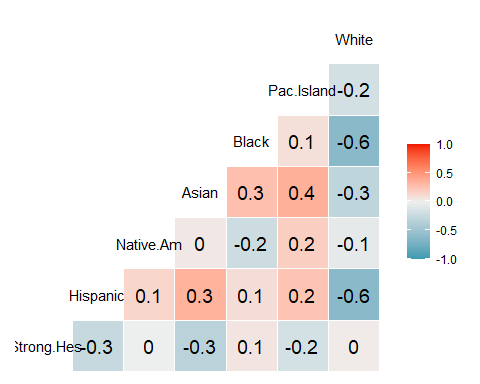 White
Pac.Island -0.2
Black 0.1 -0.6
Asian 0.3 0.4 -0.3
Native.Am 0 -0.2 0.2 -0.1
Hispanic 0.1 0.3 0.1 0.2 -0.6
Strong.Hes -0.3 0 -0.3 0.1 -0.2 0
1.0
0.5
0.0
-0.5
-1.0